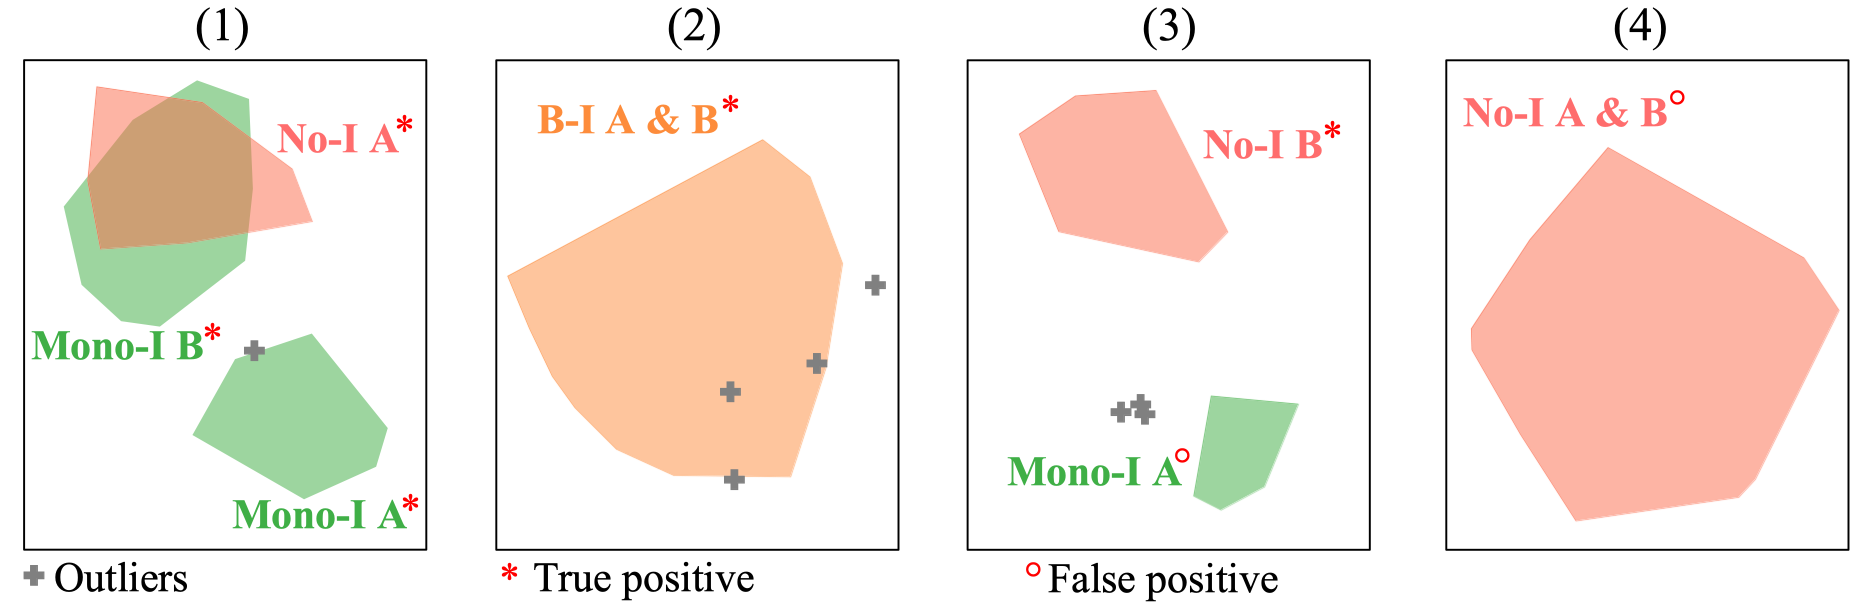 (1)
(2)
(3)
(4)
No-I A*
Mono-I B*
Mono-I A*
B-I A & B*
No-I B*
Mono-I A○
No-I A & B○
✚ Outliers
* True positive
○ False positive